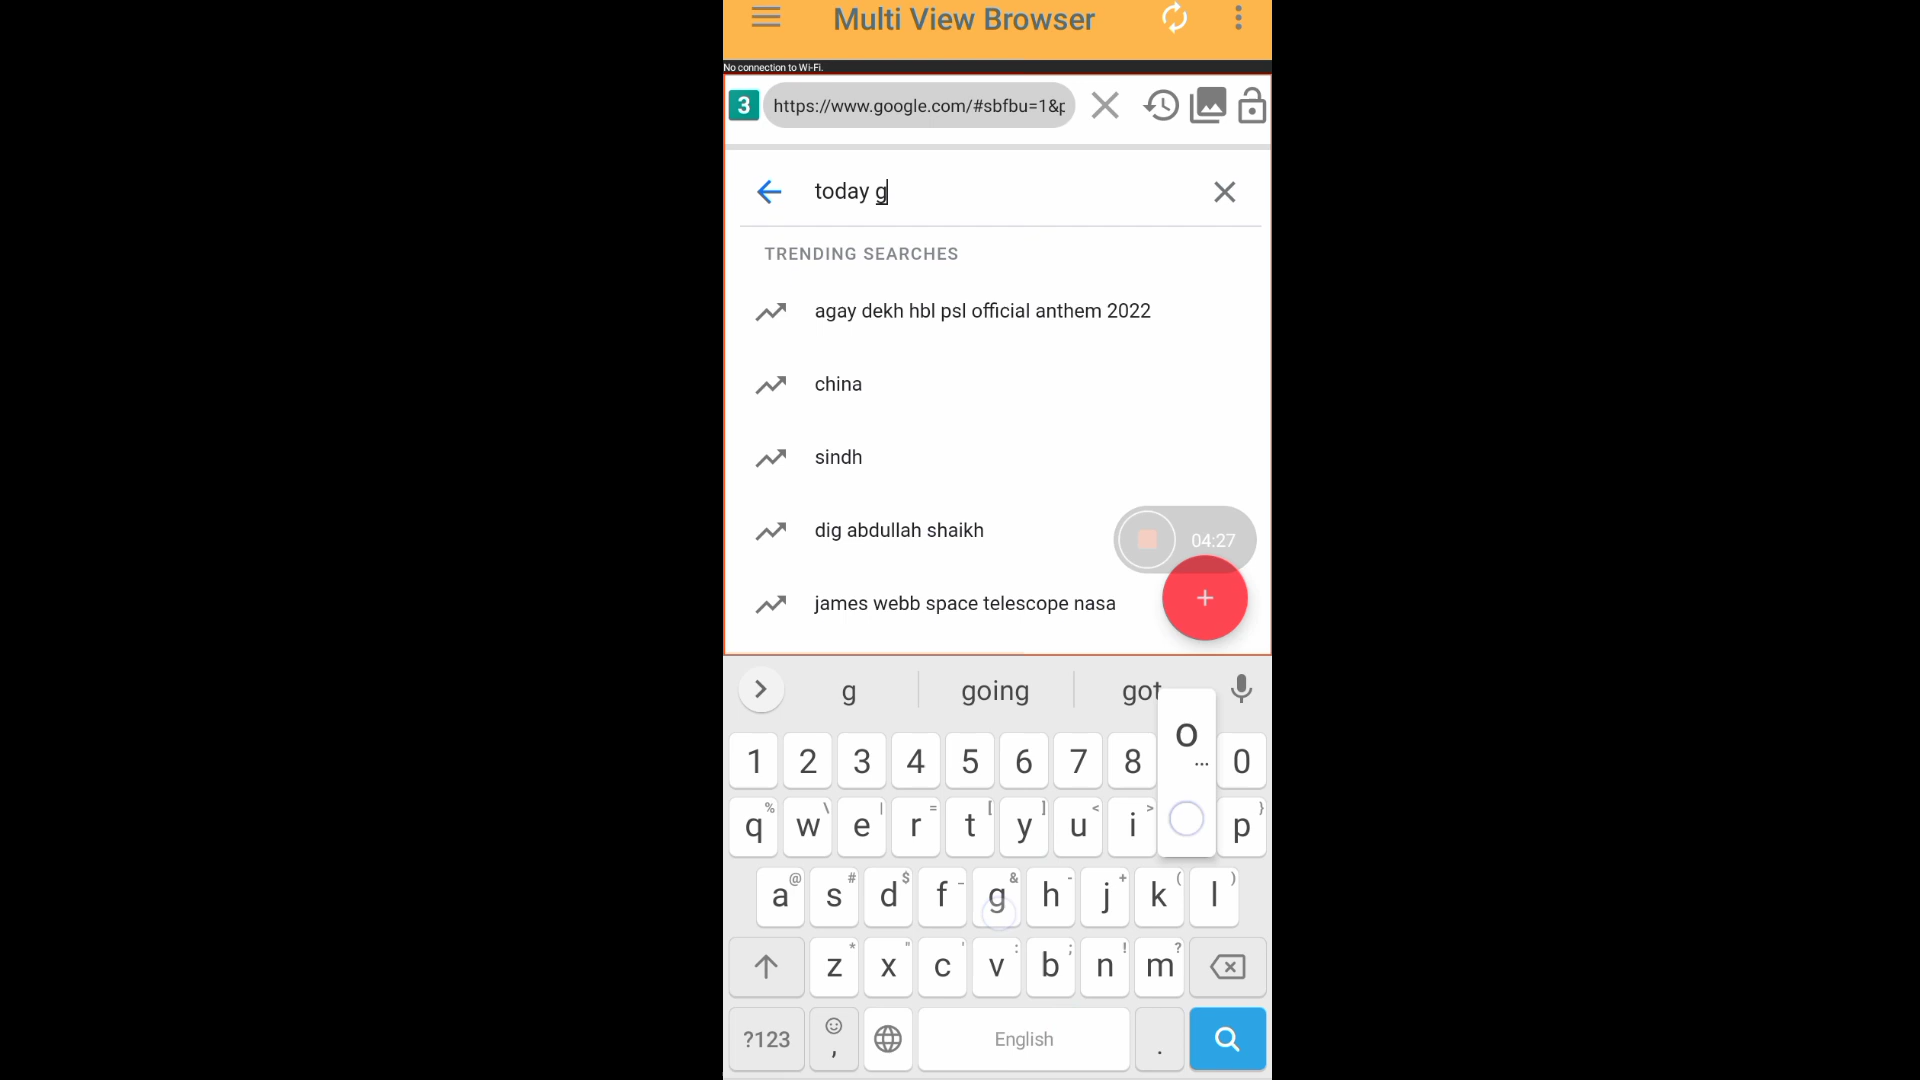 Multi View Browser
No connection to Wi-Fi.
3 https://www.google.com/#sbfbu=1&p
today g
TRENDING SEARCHES
agay dekh hbl psl official anthem 2022
china
sindh
dig abdullah shaikh
04:27
+
james webb space telescope nasa
g going got
o
...
1 2 3 4 5 6 7 8 0
% \ | = [ ] < > }
q w e r t y u i p
@ # $ _ & - + ( )
a s d f g h j k l
* " ' : ; ! ?
z x c v b n m
?123 , English .